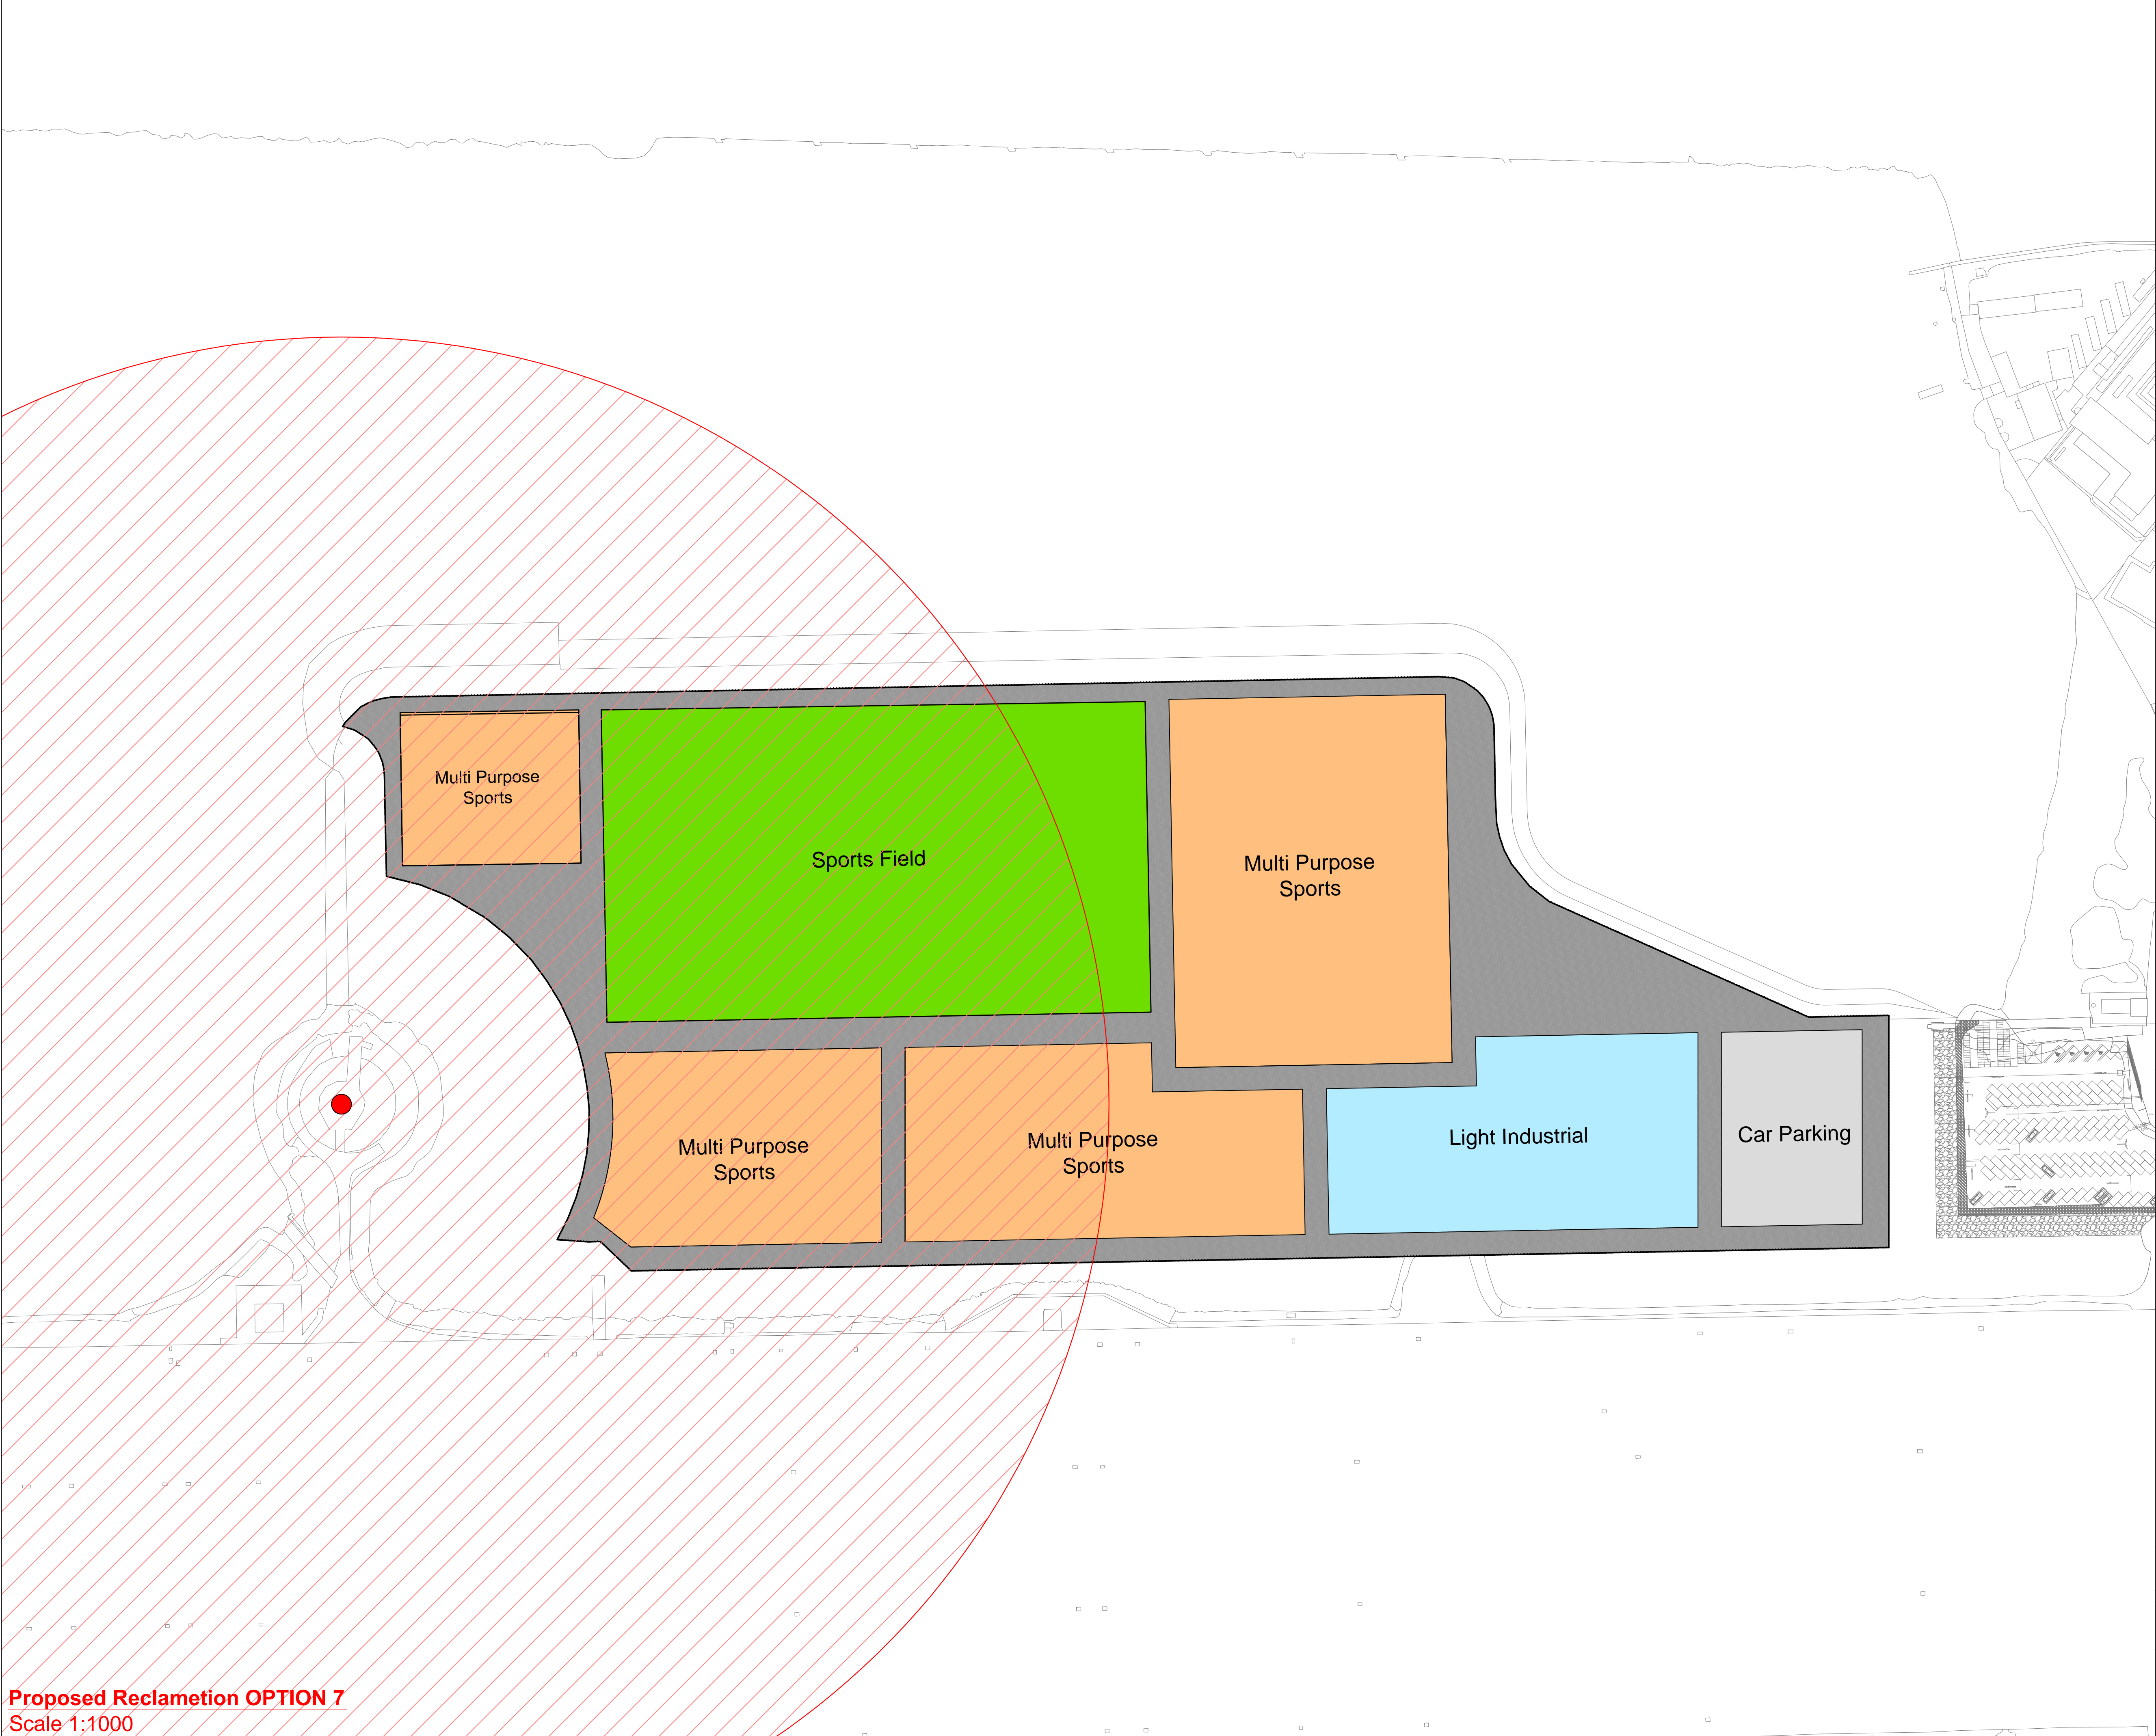 Multi Purpose
Sports
Sports Field
Multi Purpose
Sports
Multi Purpose
Sports
Multi Purpose
Sports
Light Industrial
Car Parking
Proposed Reclametion OPTION 7
Scale 1:1000